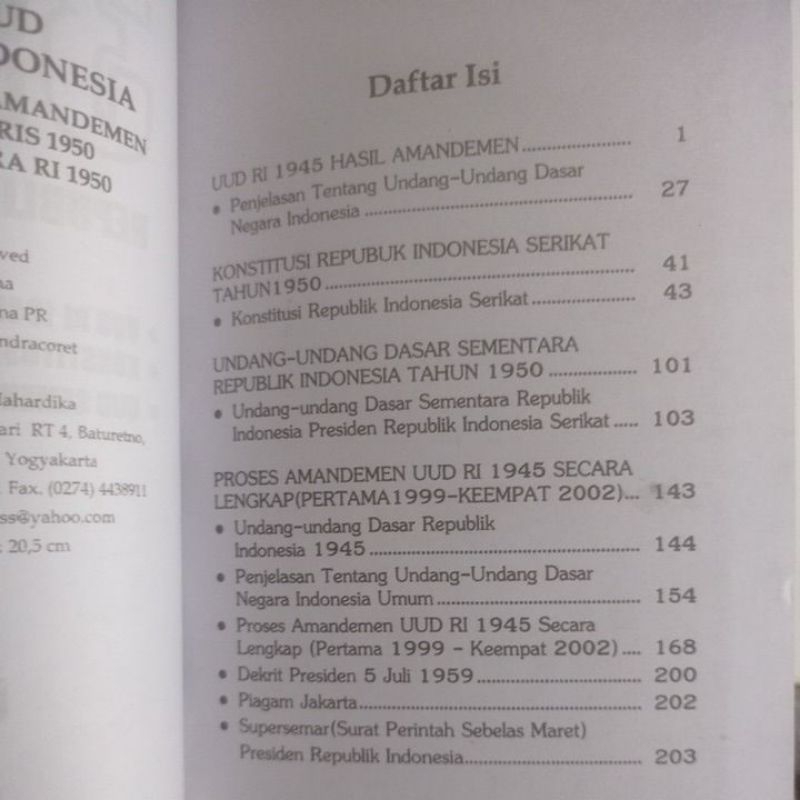 UD
DONESIA
AMANDEMEN
RIS 1950
RA RI 1950
ved
na PR
ndracoret
Mahardika
ari RT 4, Baturetno,
Yogyakarta
Fax. (0274) 4438911
ss@yahoo.com
: 20,5 cm
Daftar Isi
UUD RI 1945 HASIL AMANDEMEN..................... 1
• Penjelasan Tentang Undang-Undang Dasar
Negara Indonesia ................................................ 27
KONSTITUSI REPUBUK INDONESIA SERIKAT
TAHUN1950........................................................ 41
• Konstitusi Republik Indonesia Serikat.................... 43
UNDANG-UNDANG DASAR SEMENTARA
REPUBLIK INDONESIA TAHUN 1950 ................. 101
• Undang-undang Dasar Sementara Republik
Indonesia Presiden Republik Indonesia Serikat ..... 103
PROSES AMANDEMEN UUD RI 1945 SECARA
LENGKAP(PERTAMA1999-KEEMPAT 2002)... 143
• Undang-undang Dasar Republik
Indonesia 1945................................................... 144
• Penjelasan Tentang Undang-Undang Dasar
Negara Indonesia Umum...................................... 154
• Proses Amandemen UUD RI 1945 Secara
Lengkap (Pertama 1999 - Keempat 2002).... 168
• Dekrit Presiden 5 Juli 1959................................ 200
• Piagam Jakarta..................................................... 202
• Supersemar(Surat Perintah Sebelas Maret)
Presiden Republik Indonesia.................................. 203